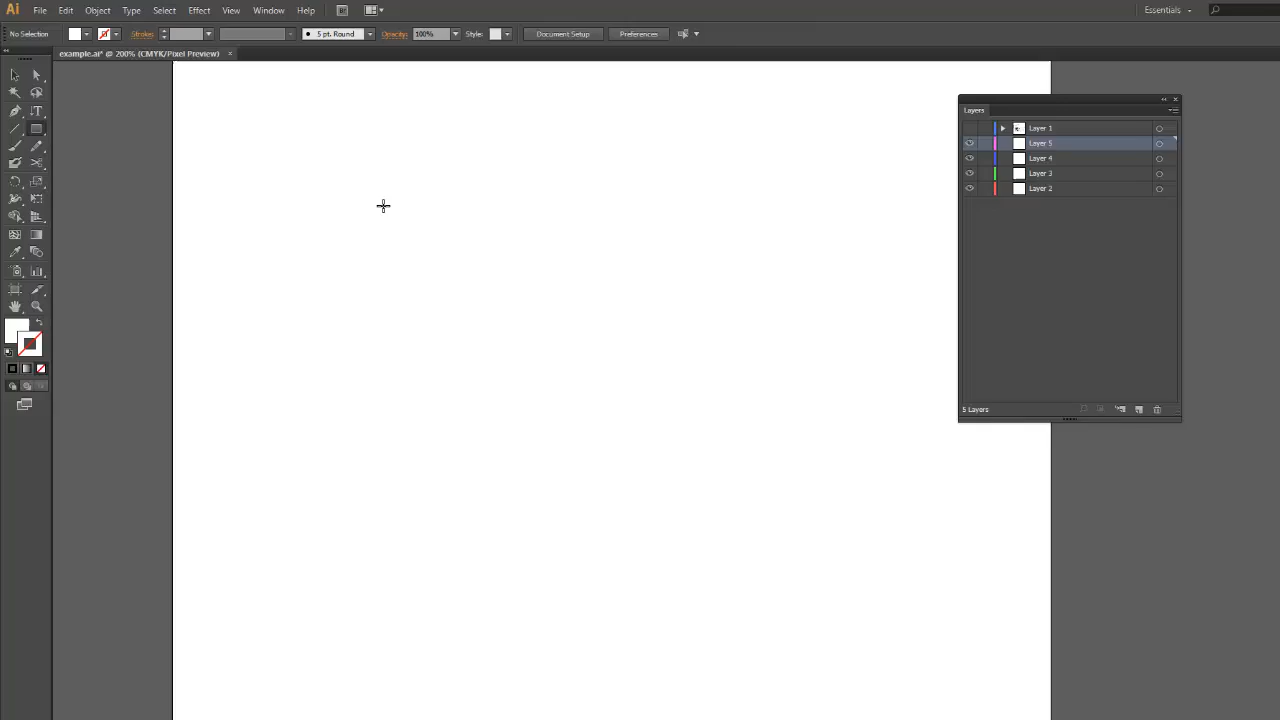 Ai File Edit Object Type Select Effect View Window Help Br Essentials
No Selection Stroke: 5 pt. Round Opacity: 100% Style: Document Setup Preferences
example.ai* @ 200% (CMYK/Pixel Preview) ×
Layers
Layer 1
Layer 5
Layer 4
Layer 3
Layer 2
5 Layers